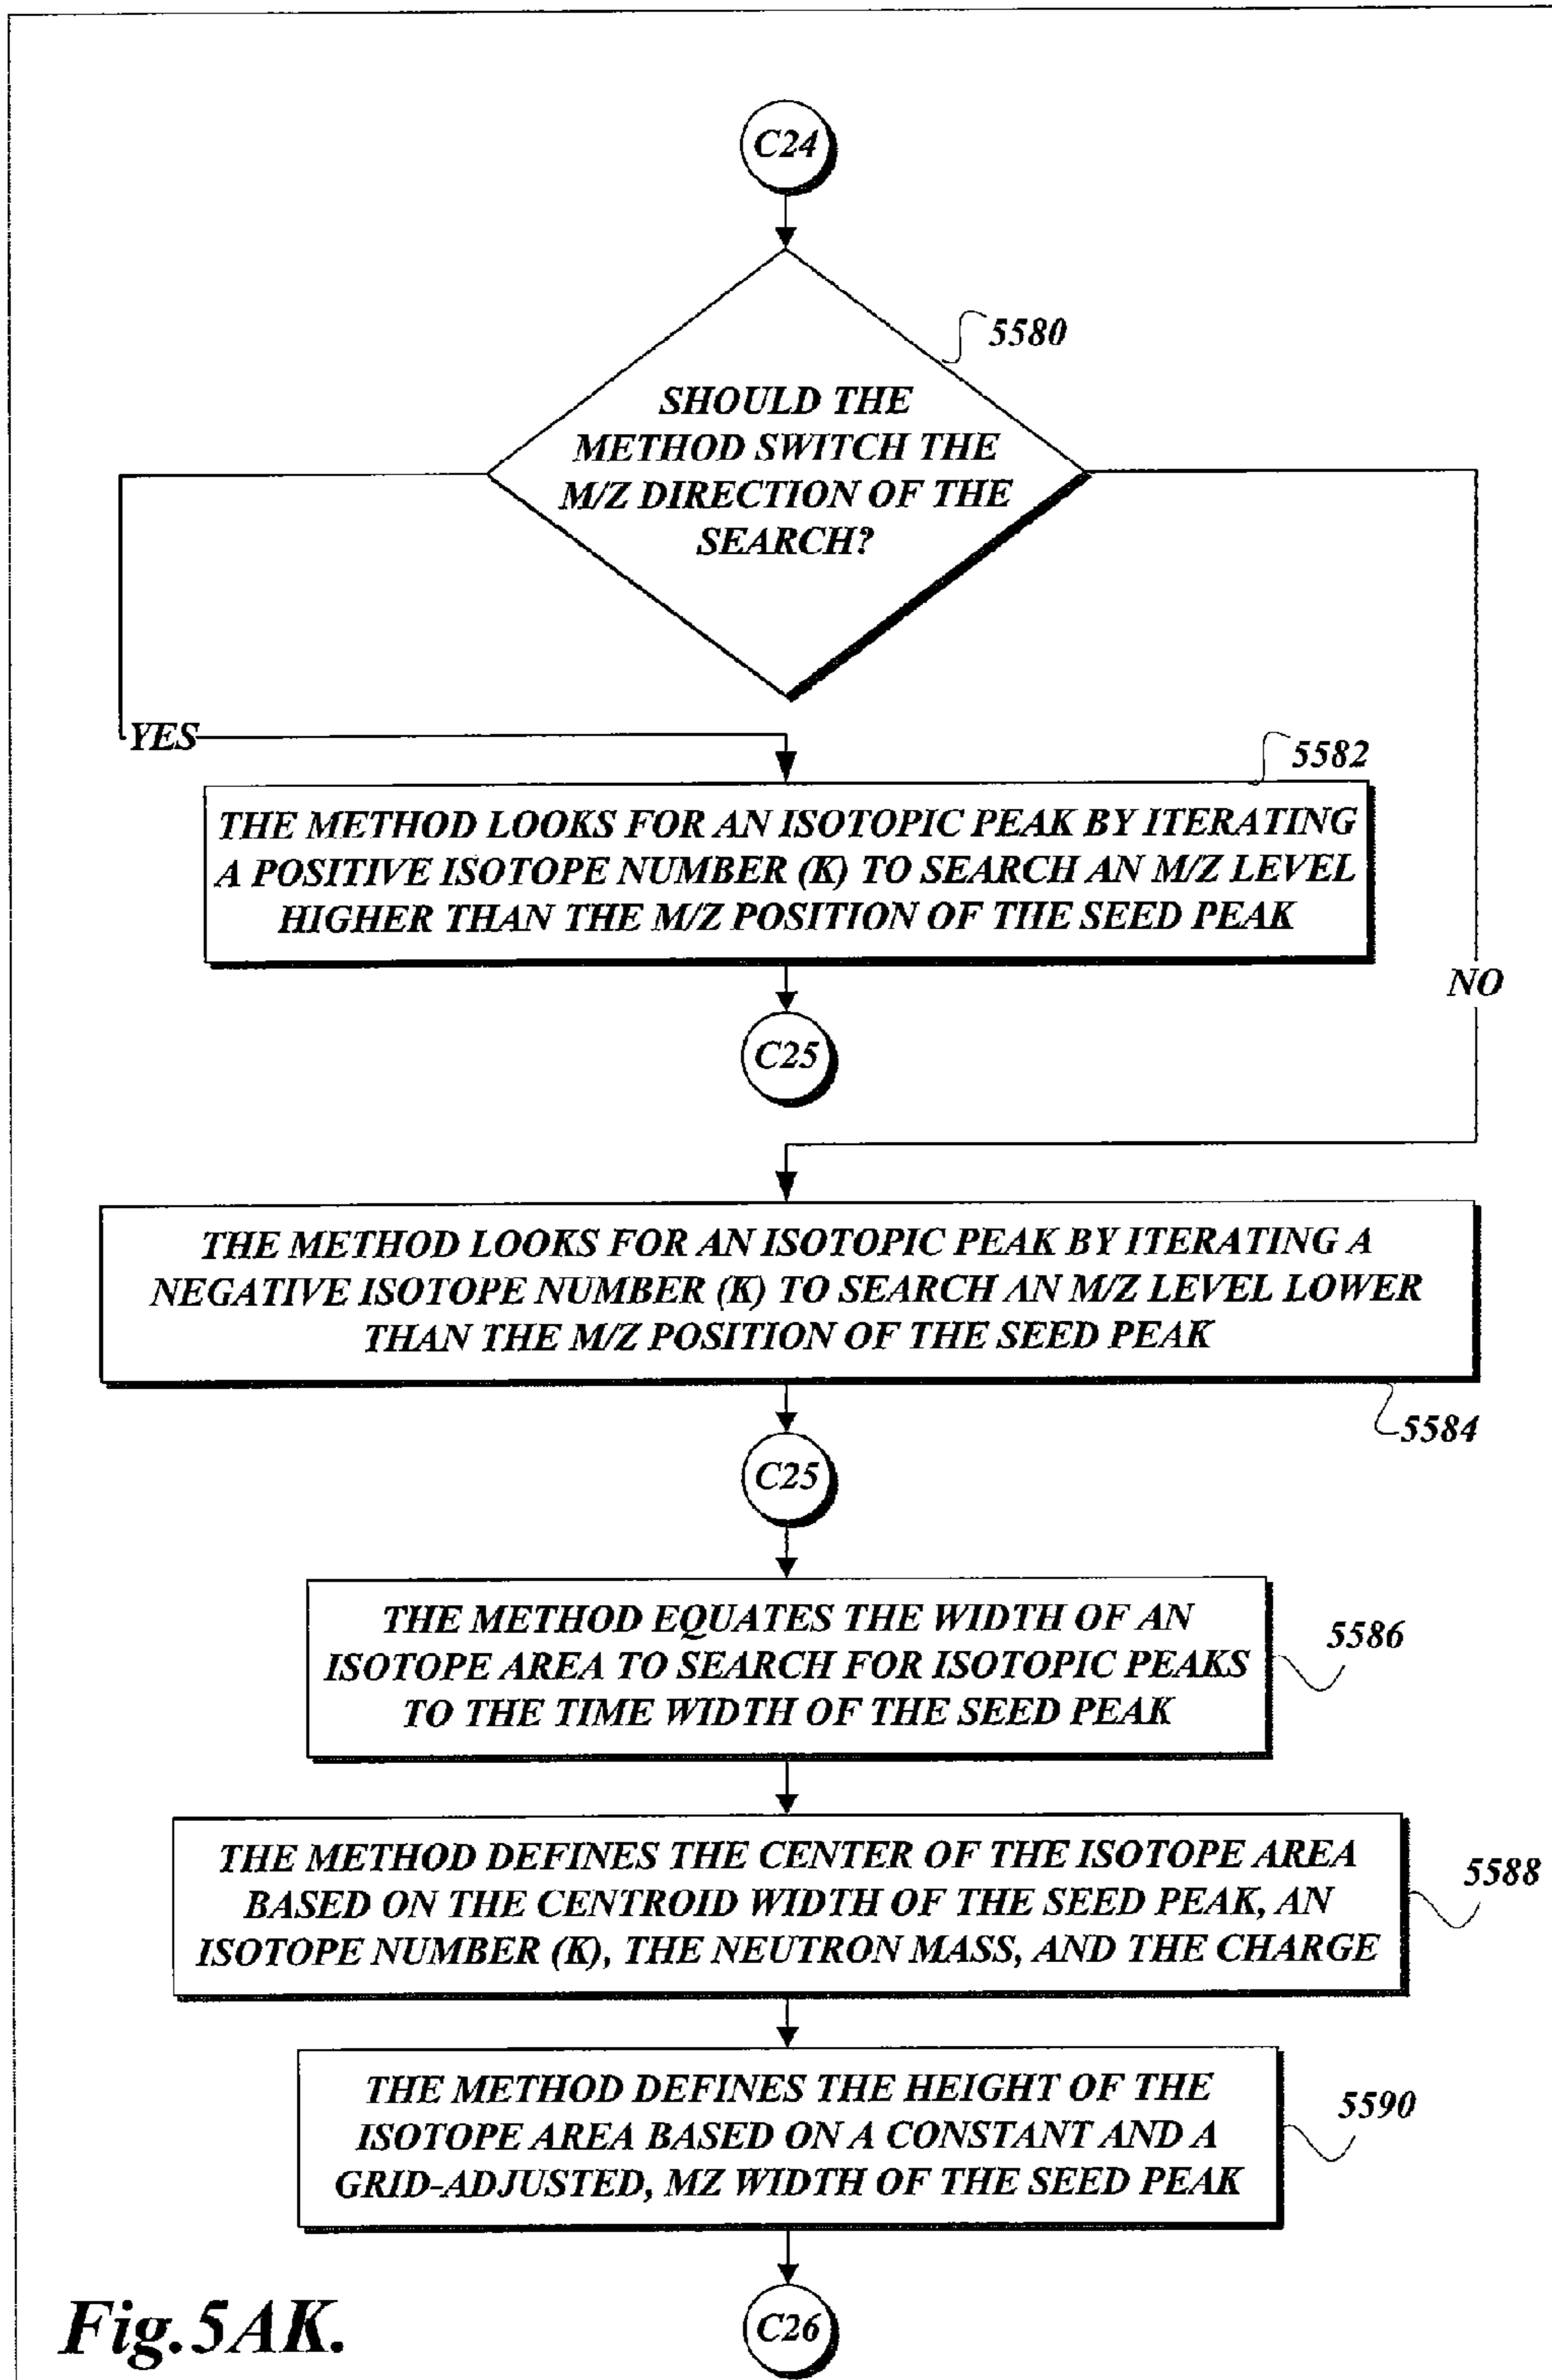 C24
5580
SHOULD THE
METHOD SWITCH THE
M/Z DIRECTION OF THE
SEARCH?
YES
5582
THE METHOD LOOKS FOR AN ISOTOPIC PEAK BY ITERATING
A POSITIVE ISOTOPE NUMBER (K) TO SEARCH AN M/Z LEVEL
HIGHER THAN THE M/Z POSITION OF THE SEED PEAK
NO
C25
THE METHOD LOOKS FOR AN ISOTOPIC PEAK BY ITERATING A
NEGATIVE ISOTOPE NUMBER (K) TO SEARCH AN M/Z LEVEL LOWER
THAN THE M/Z POSITION OF THE SEED PEAK
5584
C25
THE METHOD EQUATES THE WIDTH OF AN
ISOTOPE AREA TO SEARCH FOR ISOTOPIC PEAKS
TO THE TIME WIDTH OF THE SEED PEAK
5586
THE METHOD DEFINES THE CENTER OF THE ISOTOPE AREA
BASED ON THE CENTROID WIDTH OF THE SEED PEAK, AN
ISOTOPE NUMBER (K), THE NEUTRON MASS, AND THE CHARGE
5588
THE METHOD DEFINES THE HEIGHT OF THE
ISOTOPE AREA BASED ON A CONSTANT AND A
GRID-ADJUSTED, MZ WIDTH OF THE SEED PEAK
5590
C26
Fig.5AK.